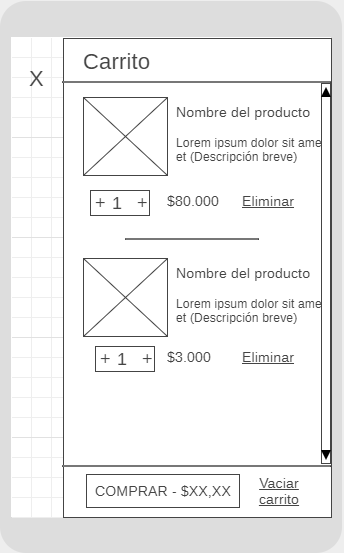 Carrito
X
Nombre del producto
Lorem ipsum dolor sit ame
et (Descripción breve)
+ 1 +
$80.000
Eliminar
Nombre del producto
Lorem ipsum dolor sit ame
et (Descripción breve)
+ 1 +
$3.000
Eliminar
COMPRAR - $XX,XX
Vaciar
carrito